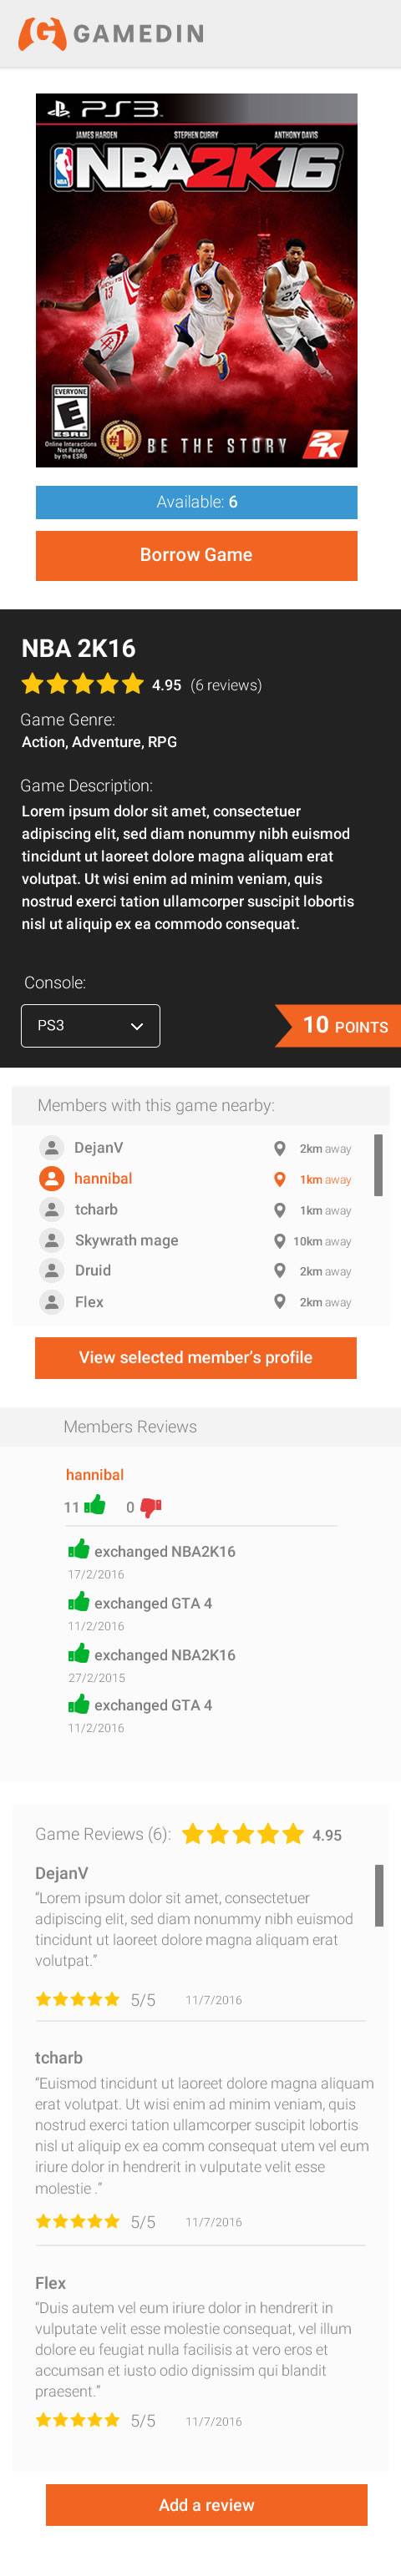 GAMEDIN
PS3
JAMES HARDEN STEPHEN CURRY ANTHONY DAVIS
NBA2K16
NBA
HOUSTON
13
30
23
EVERYONE
E
ESRB
Online Interactions
Not Rated
by the ESRB
#1
BE THE STORY
2K
Available: 6
Borrow Game
NBA 2K16
4.95 (6 reviews)
Game Genre:
Action, Adventure, RPG
Game Description:
Lorem ipsum dolor sit amet, consectetuer
adipiscing elit, sed diam nonummy nibh euismod
tincidunt ut laoreet dolore magna aliquam erat
volutpat. Ut wisi enim ad minim veniam, quis
nostrud exerci tation ullamcorper suscipit lobortis
nisl ut aliquip ex ea commodo consequat.
Console:
PS3
10 POINTS
Members with this game nearby:
DejanV 2km away
hannibal 1km away
tcharb 1km away
Skywrath mage 10km away
Druid 2km away
Flex 2km away
View selected member's profile
Members Reviews
hannibal
11 0
exchanged NBA2K16
17/2/2016
exchanged GTA 4
11/2/2016
exchanged NBA2K16
27/2/2015
exchanged GTA 4
11/2/2016
Game Reviews (6): 4.95
DejanV
“Lorem ipsum dolor sit amet, consectetuer
adipiscing elit, sed diam nonummy nibh euismod
tincidunt ut laoreet dolore magna aliquam erat
volutpat.”
5/5 11/7/2016
tcharb
“Euismod tincidunt ut laoreet dolore magna aliquam
erat volutpat. Ut wisi enim ad minim veniam, quis
nostrud exerci tation ullamcorper suscipit lobortis
nisl ut aliquip ex ea comm consequat utem vel eum
iriure dolor in hendrerit in vulputate velit esse
molestie .”
5/5 11/7/2016
Flex
“Duis autem vel eum iriure dolor in hendrerit in
vulputate velit esse molestie consequat, vel illum
dolore eu feugiat nulla facilisis at vero eros et
accumsan et iusto odio dignissim qui blandit
praesent.”
5/5 11/7/2016
Add a review